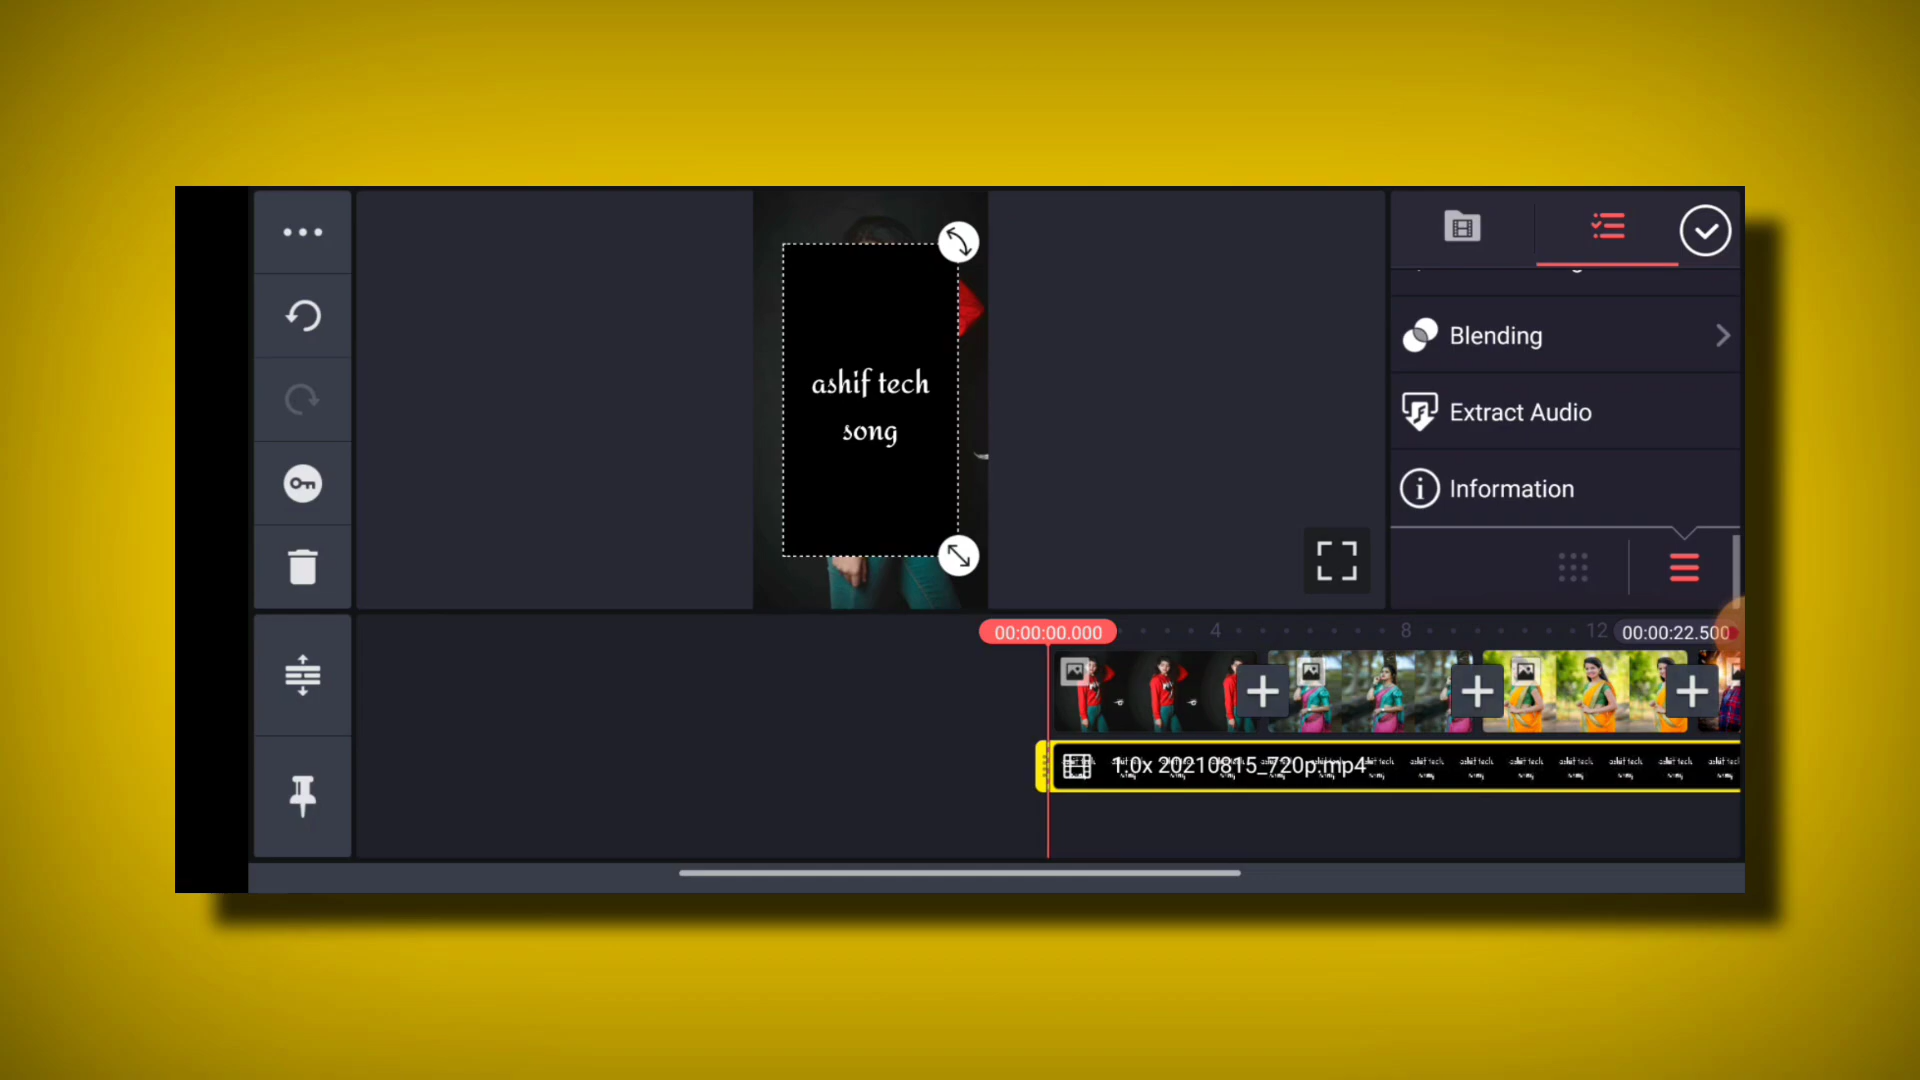 ashif tech
song
Blending
Extract Audio
Information
00:00:00.000
4
8
12
00:00:22.500
1.0x 20210815_720p.mp4